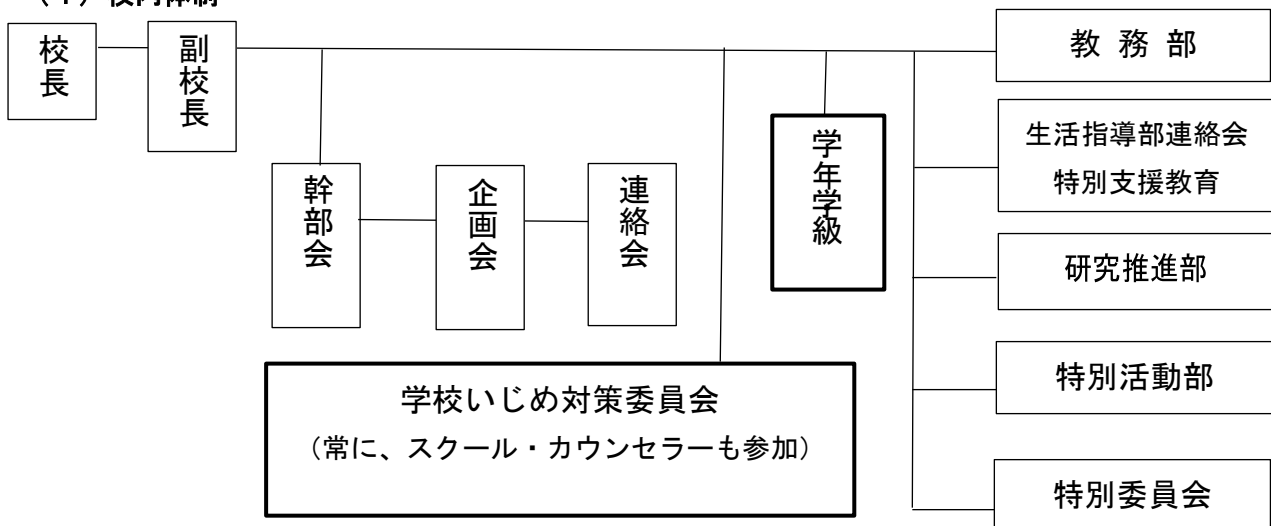 校長
副校長
教務部
生活指導部連絡会
特別支援教育
学年学級
幹部会
企画会
連絡会
研究推進部
学校いじめ対策委員会
（常に、スクール・カウンセラーも参加）
特別活動部
特別委員会